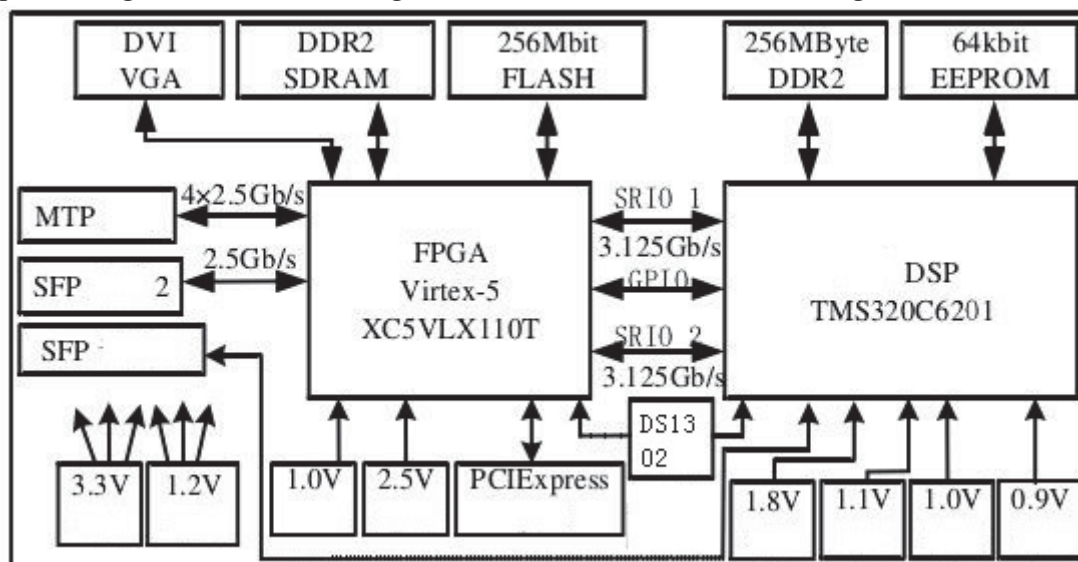 DVI
VGA
DDR2
SDRAM
256Mbit
FLASH
256MByte
DDR2
64kbit
EEPROM
MTP
4×2.5Gb/s
SFP 2
2.5Gb/s
SFP
FPGA
Virtex-5
XC5VLX110T
SRIO 1
3.125Gb/s
GPIO
SRIO 2
3.125Gb/s
DSP
TMS320C6201
DS13
02
3.3V
1.2V
1.0V
2.5V
PCIExpress
1.8V
1.1V
1.0V
0.9V